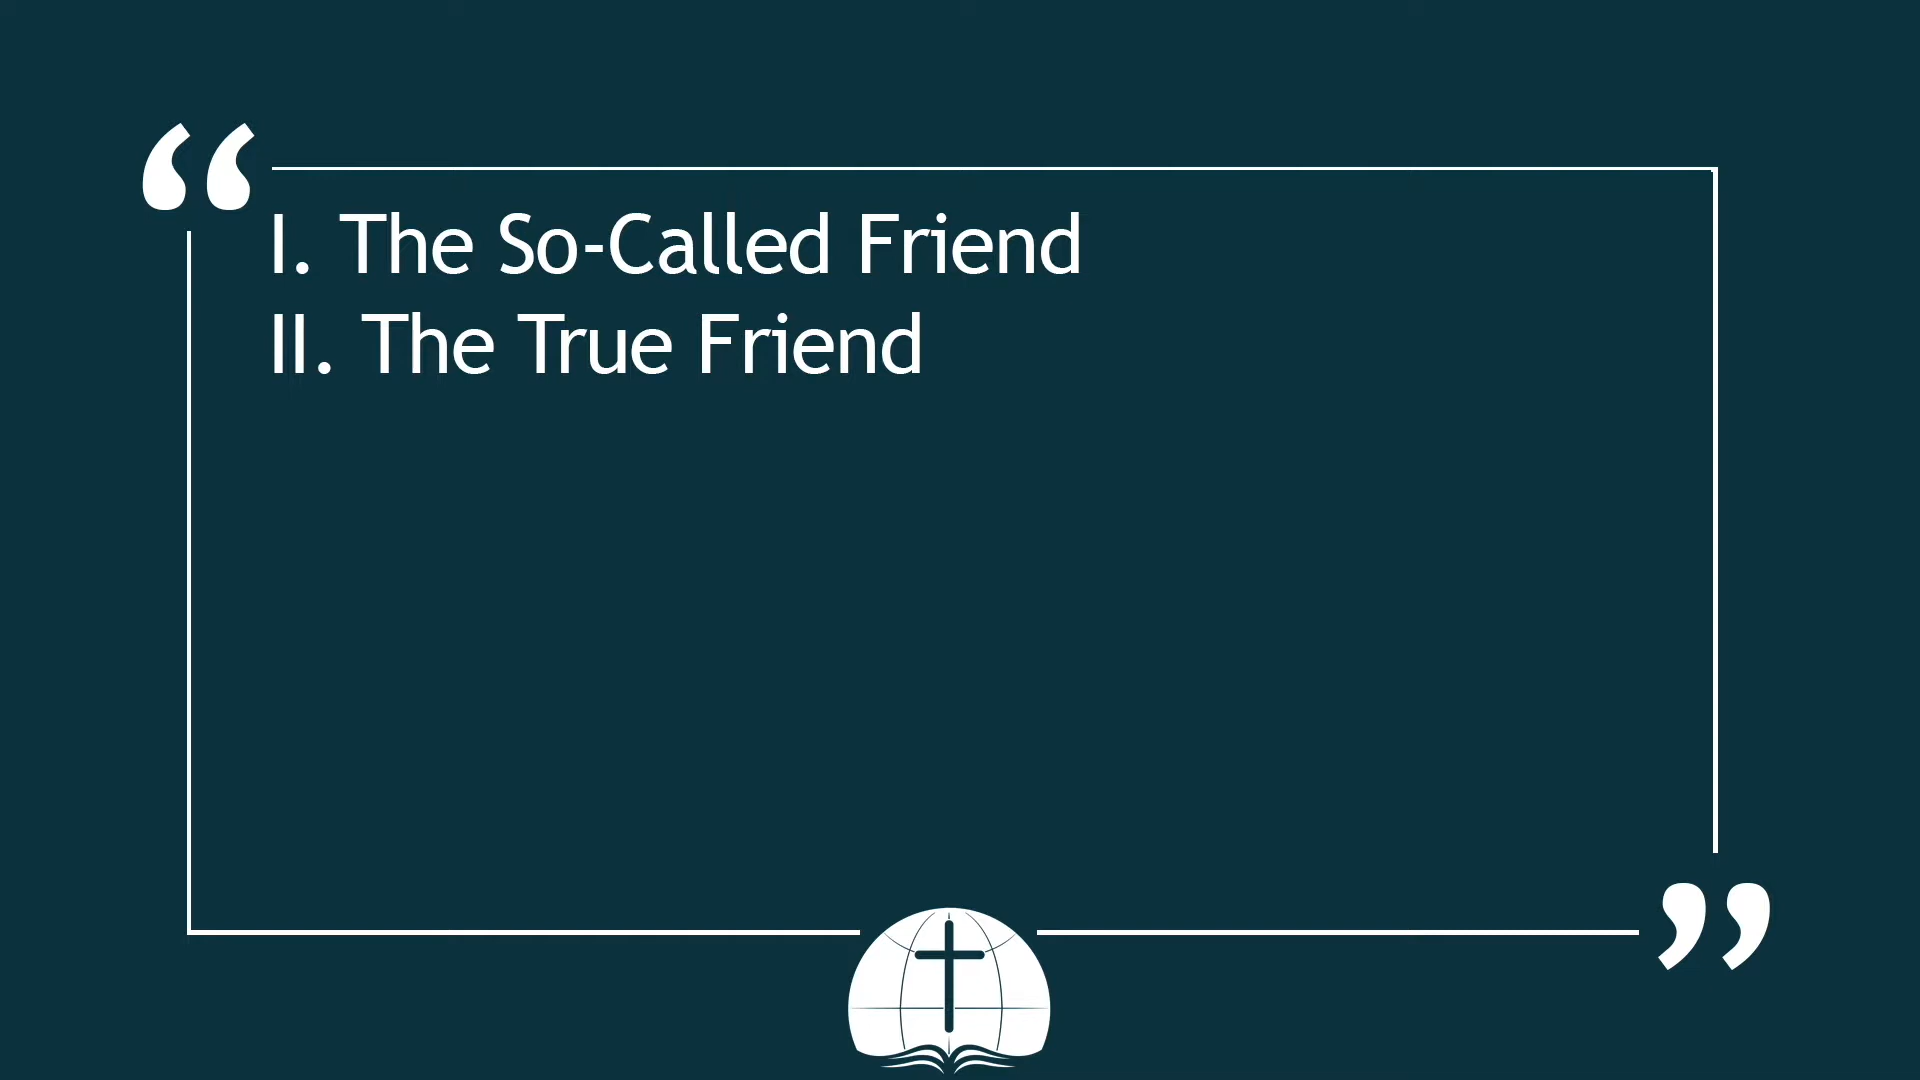 I. The So-Called Friend
II. The True Friend